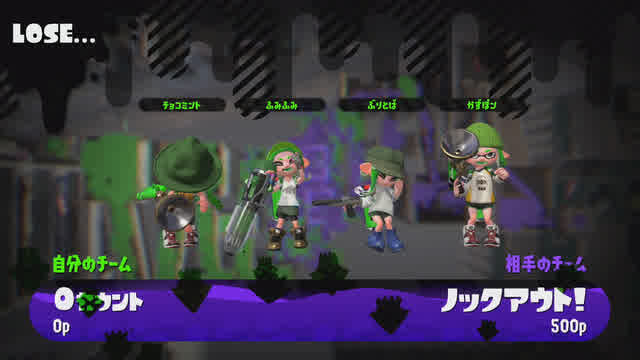 LOSE...
チョコミント
ふみふみ
ぷりとば
かずぽン
自分のチーム
相手のチーム
0カウント
ノックアウト!
0p
500p